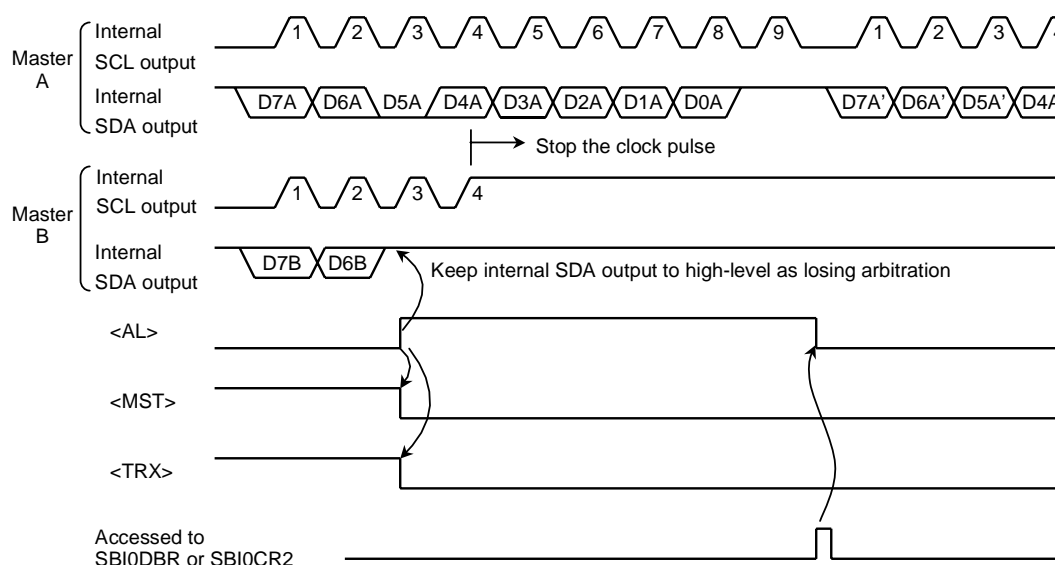 Master A
Internal
SCL output
1 2 3 4 5 6 7 8 9 1 2 3
Internal
SDA output
D7A D6A D5A D4A D3A D2A D1A D0A D7A’ D6A’ D5A’ D4A
Stop the clock pulse
Master B
Internal
SCL output
1 2 3 4
Internal
SDA output
D7B D6B
Keep internal SDA output to high-level as losing arbitration
<AL>
<MST>
<TRX>
Accessed to
SBI0DBR or SBI0CR2